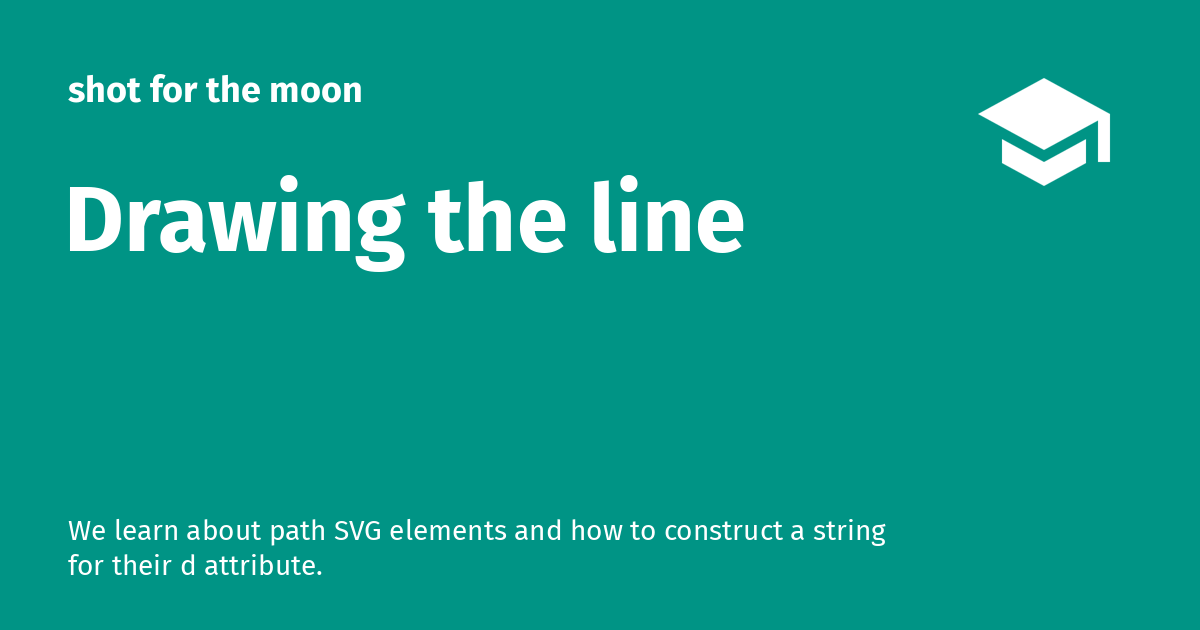 shot for the moon
Drawing the line
We learn about path SVG elements and how to construct a string
for their d attribute.